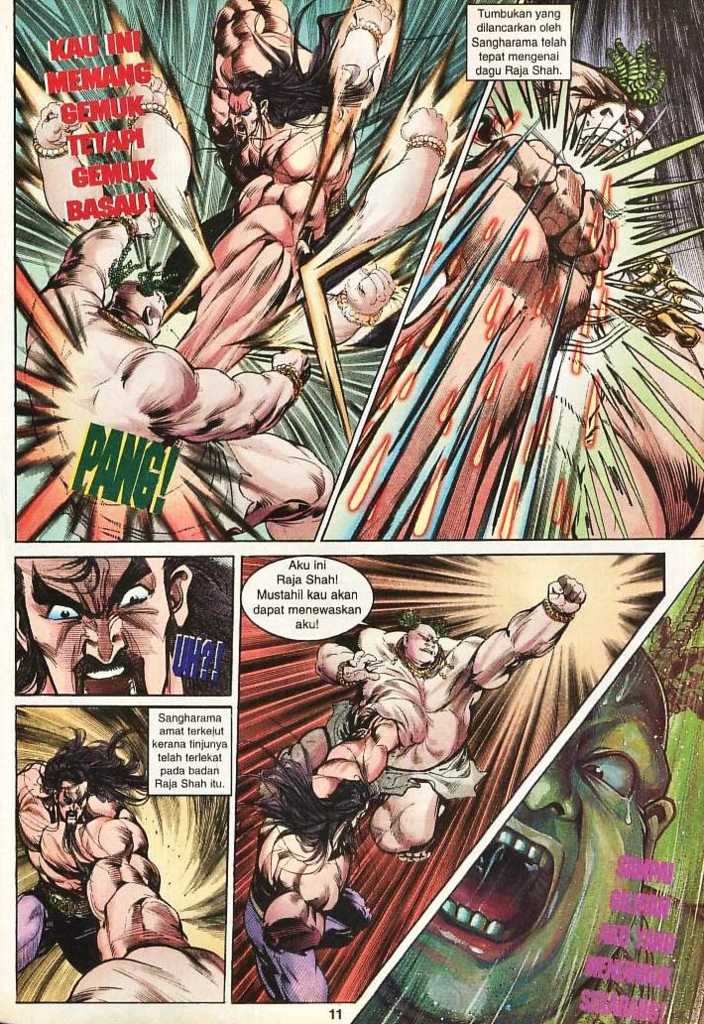 KAU INI
MEMANG
GEMUK
TETAPI
GEMUK
BASAU!
Tumbukan yang
dilancarkan oleh
Sangharama telah
tepat mengenai
dagu Raja Shah.
PANG!
UH?!
Aku ini
Raja Shah!
Mustahil kau akan
dapat menewaskan
aku!
Sangharama
amat terkejut
kerana tinjunya
telah terlekat
pada badan
Raja Shah itu.
AKU YANG
11